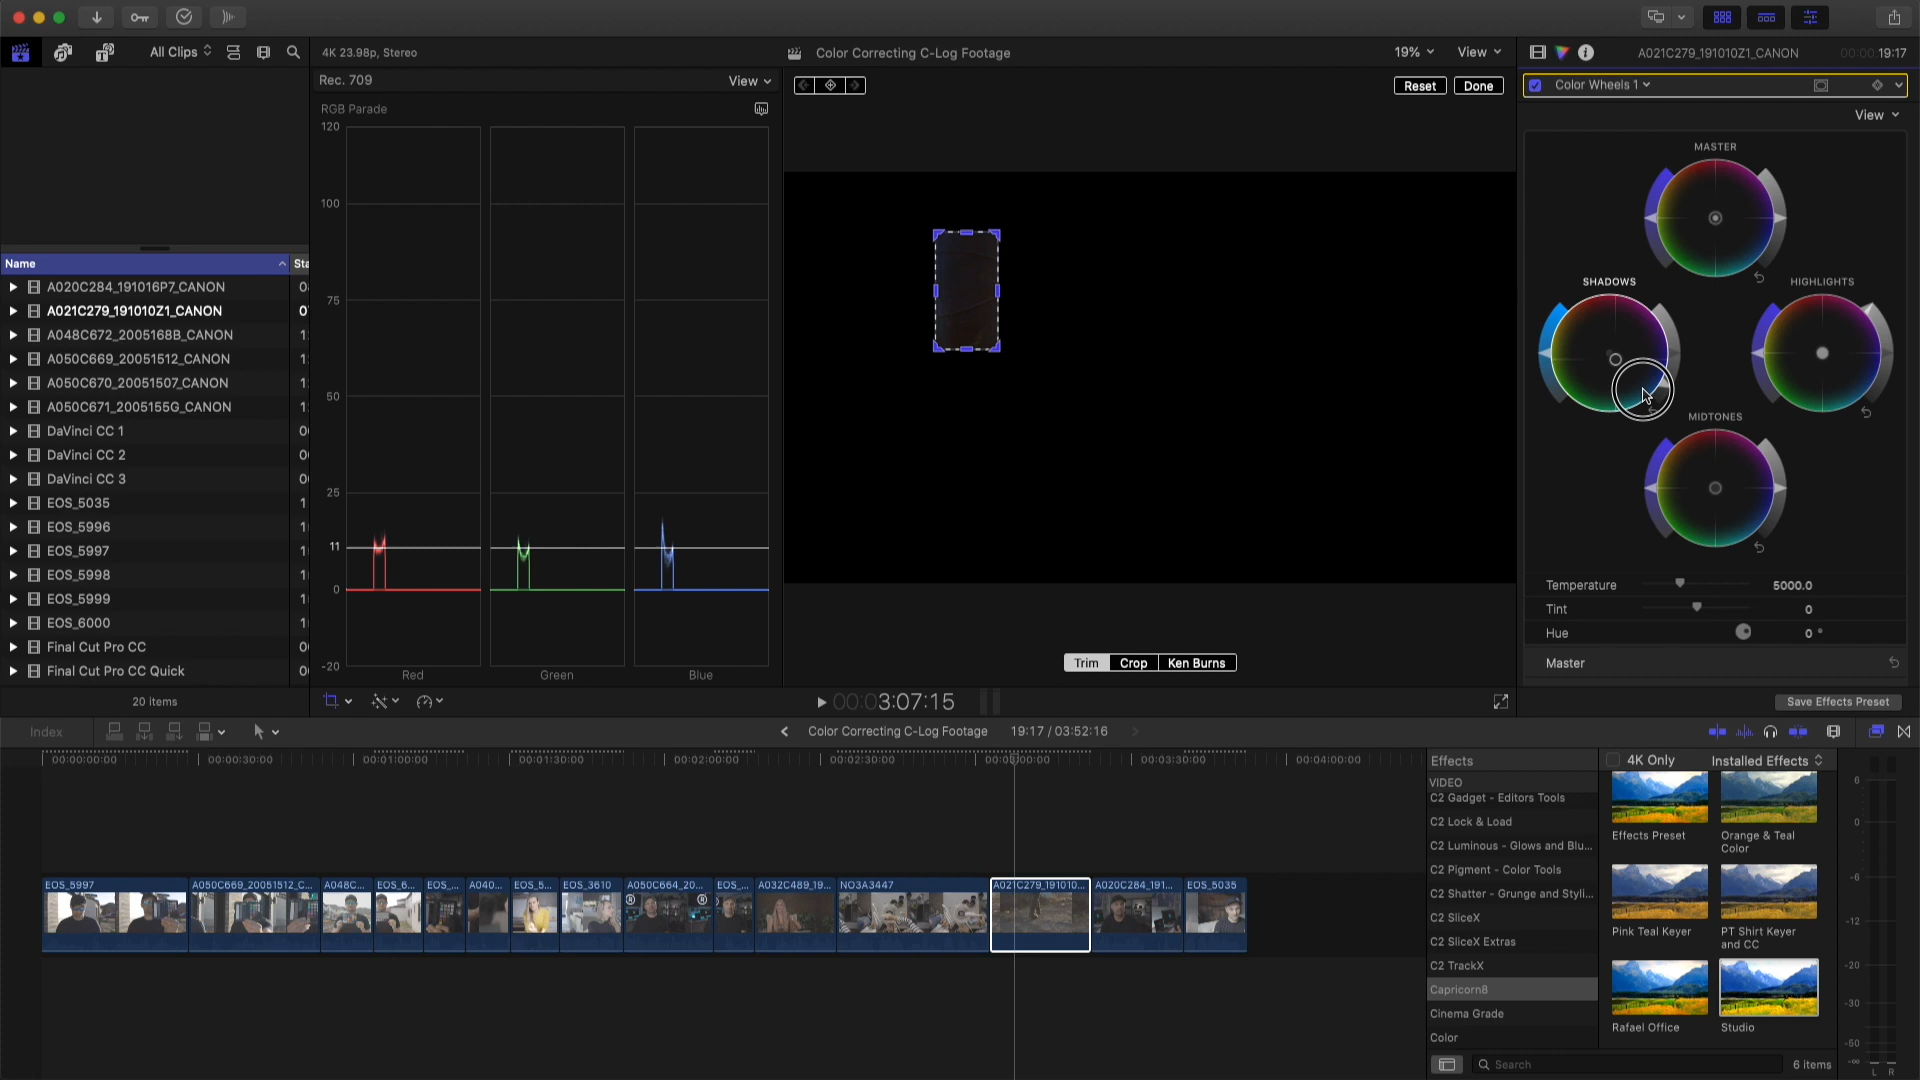 All Clips
4K 23.98p, Stereo
Color Correcting C-Log Footage
19%
View
A021C279_191010Z1_CANON
00:00 19:17
Rec. 709
View
Reset
Done
Color Wheels 1
View
RGB Parade
120
100
75
50
25
11
0
-20
Red
Green
Blue
MASTER
SHADOWS
HIGHLIGHTS
MIDTONES
Temperature
5000.0
Tint
0
Hue
0 °
Master
Save Effects Preset
Name
Sta
A020C284_191016P7_CANON
A021C279_191010Z1_CANON
A048C672_2005168B_CANON
A050C669_20051512_CANON
A050C670_20051507_CANON
A050C671_2005155G_CANON
DaVinci CC 1
DaVinci CC 2
DaVinci CC 3
EOS_5035
EOS_5996
EOS_5997
EOS_5998
EOS_5999
EOS_6000
Final Cut Pro CC
Final Cut Pro CC Quick
20 items
Trim
Crop
Ken Burns
00:03:07:15
Index
Color Correcting C-Log Footage
19:17 / 03:52:16
00:00:00:00
00:00:30:00
00:01:00:00
00:01:30:00
00:02:00:00
00:02:30:00
00:03:00:00
00:03:30:00
00:04:00:00
EOS_5997
A050C669_20051512_C...
A048C...
EOS_6...
EOS_...
A040...
EOS_5...
EOS_3610
A050C664_20...
EOS_...
A032C489_19...
NO3A3447
A021C279_191010...
A020C284_191...
EOS_5035
Effects
4K Only
Installed Effects
VIDEO
C2 Gadget - Editors Tools
C2 Lock & Load
C2 Luminous - Glows and Blu...
C2 Pigment - Color Tools
C2 Shatter - Grunge and Styli...
C2 SliceX
C2 SliceX Extras
C2 TrackX
Capricorn8
Cinema Grade
Color
Effects Preset
Orange & Teal
Color
Pink Teal Keyer
PT Shirt Keyer
and CC
Rafael Office
Studio
Search
6 items
6
0
-6
-12
-20
-30
-50
-∞
L
R